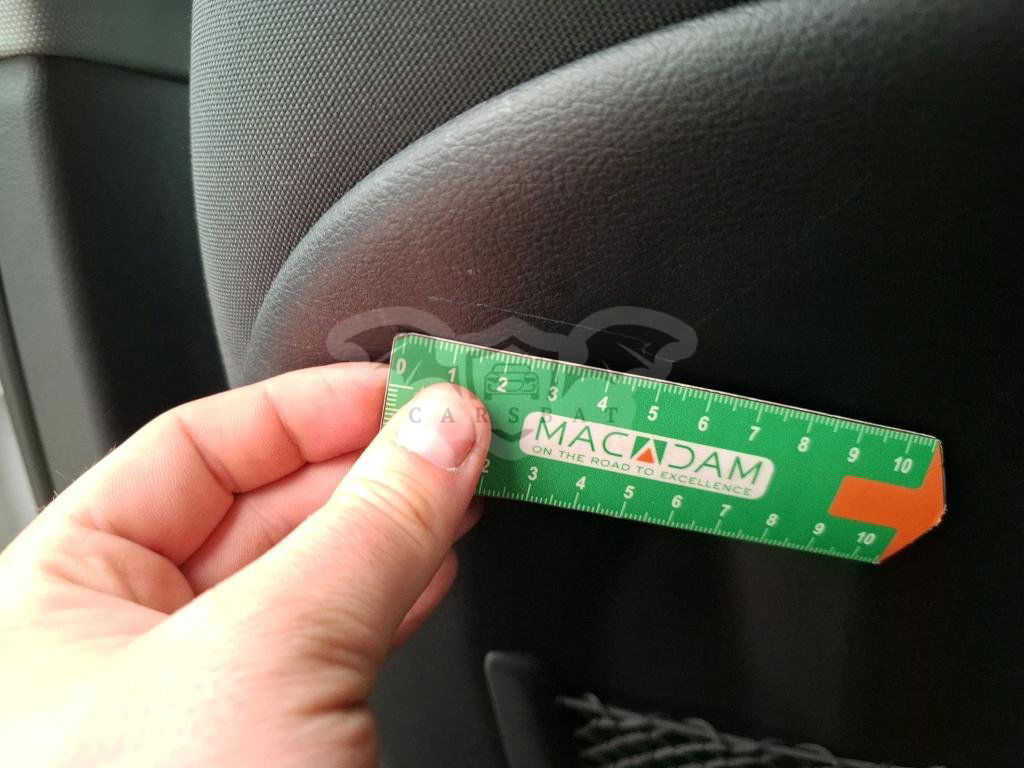 0 1 2 3 4 5 6 7 8 9 10
CARSBAT
MACADAM
ON THE ROAD TO EXCELLENCE
2 3 4 5 6 7 8 9 10